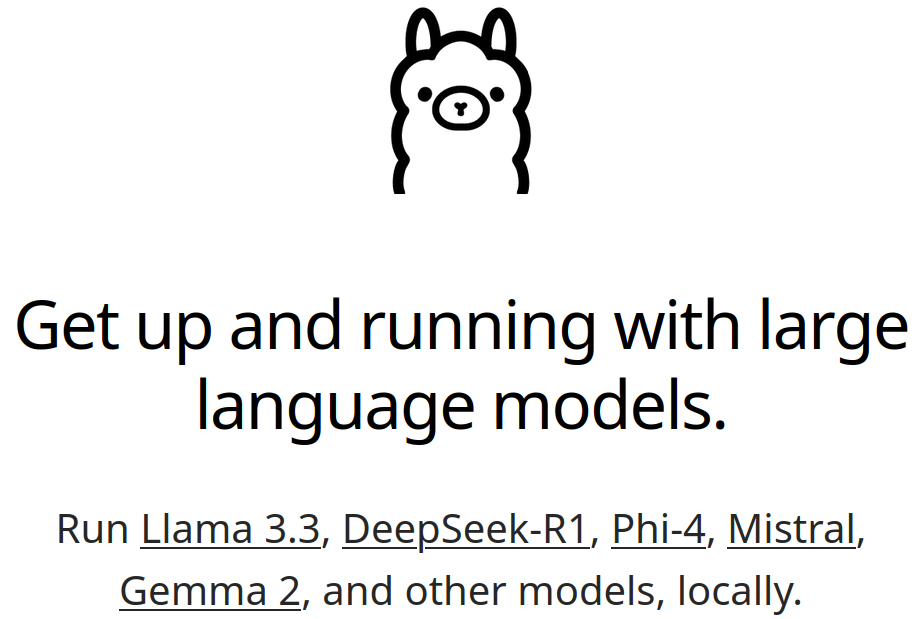 Get up and running with large
language models.
Run Llama 3.3, DeepSeek-R1, Phi-4, Mistral,
Gemma 2, and other models, locally.